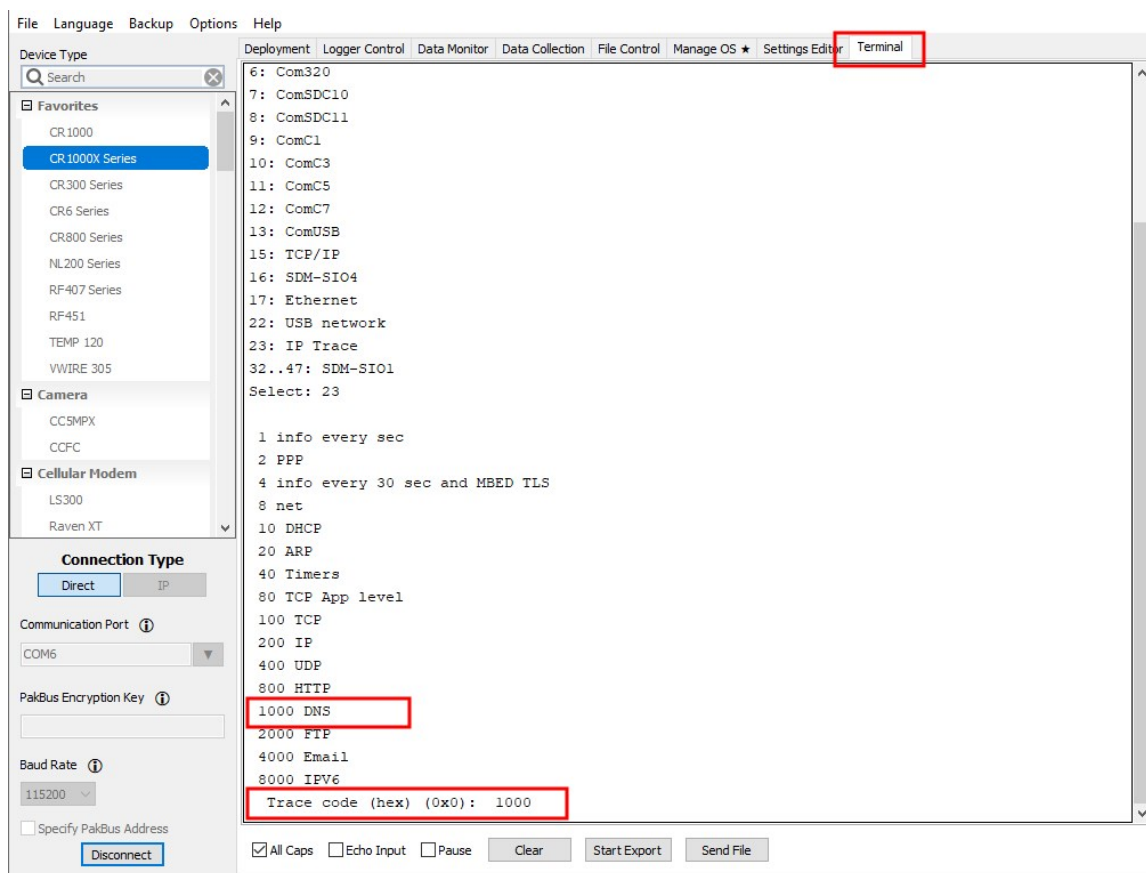 File Language Backup Options Help
Device Type
Search
Favorites
CR1000
CR1000X Series
CR300 Series
CR6 Series
CR800 Series
NL200 Series
RF407 Series
RF451
TEMP 120
VWIRE 305
Camera
CC5MPX
CCFC
Cellular Modem
LS300
Raven XT
Connection Type
Direct IP
Communication Port
COM6
PakBus Encryption Key
Baud Rate
115200
Specify PakBus Address
Disconnect
Deployment Logger Control Data Monitor Data Collection File Control Manage OS ★ Settings Editor Terminal
6: Com320
7: ComSDC10
8: ComSDC11
9: ComC1
10: ComC3
11: ComC5
12: ComC7
13: ComUSB
15: TCP/IP
16: SDM-SIO4
17: Ethernet
22: USB network
23: IP Trace
32..47: SDM-SIO1
Select: 23
1 info every sec
2 PPP
4 info every 30 sec and MBED TLS
8 net
10 DHCP
20 ARP
40 Timers
80 TCP App level
100 TCP
200 IP
400 UDP
800 HTTP
1000 DNS
2000 FTP
4000 Email
8000 IPV6
Trace code (hex) (0x0): 1000
All Caps Echo Input Pause Clear Start Export Send File